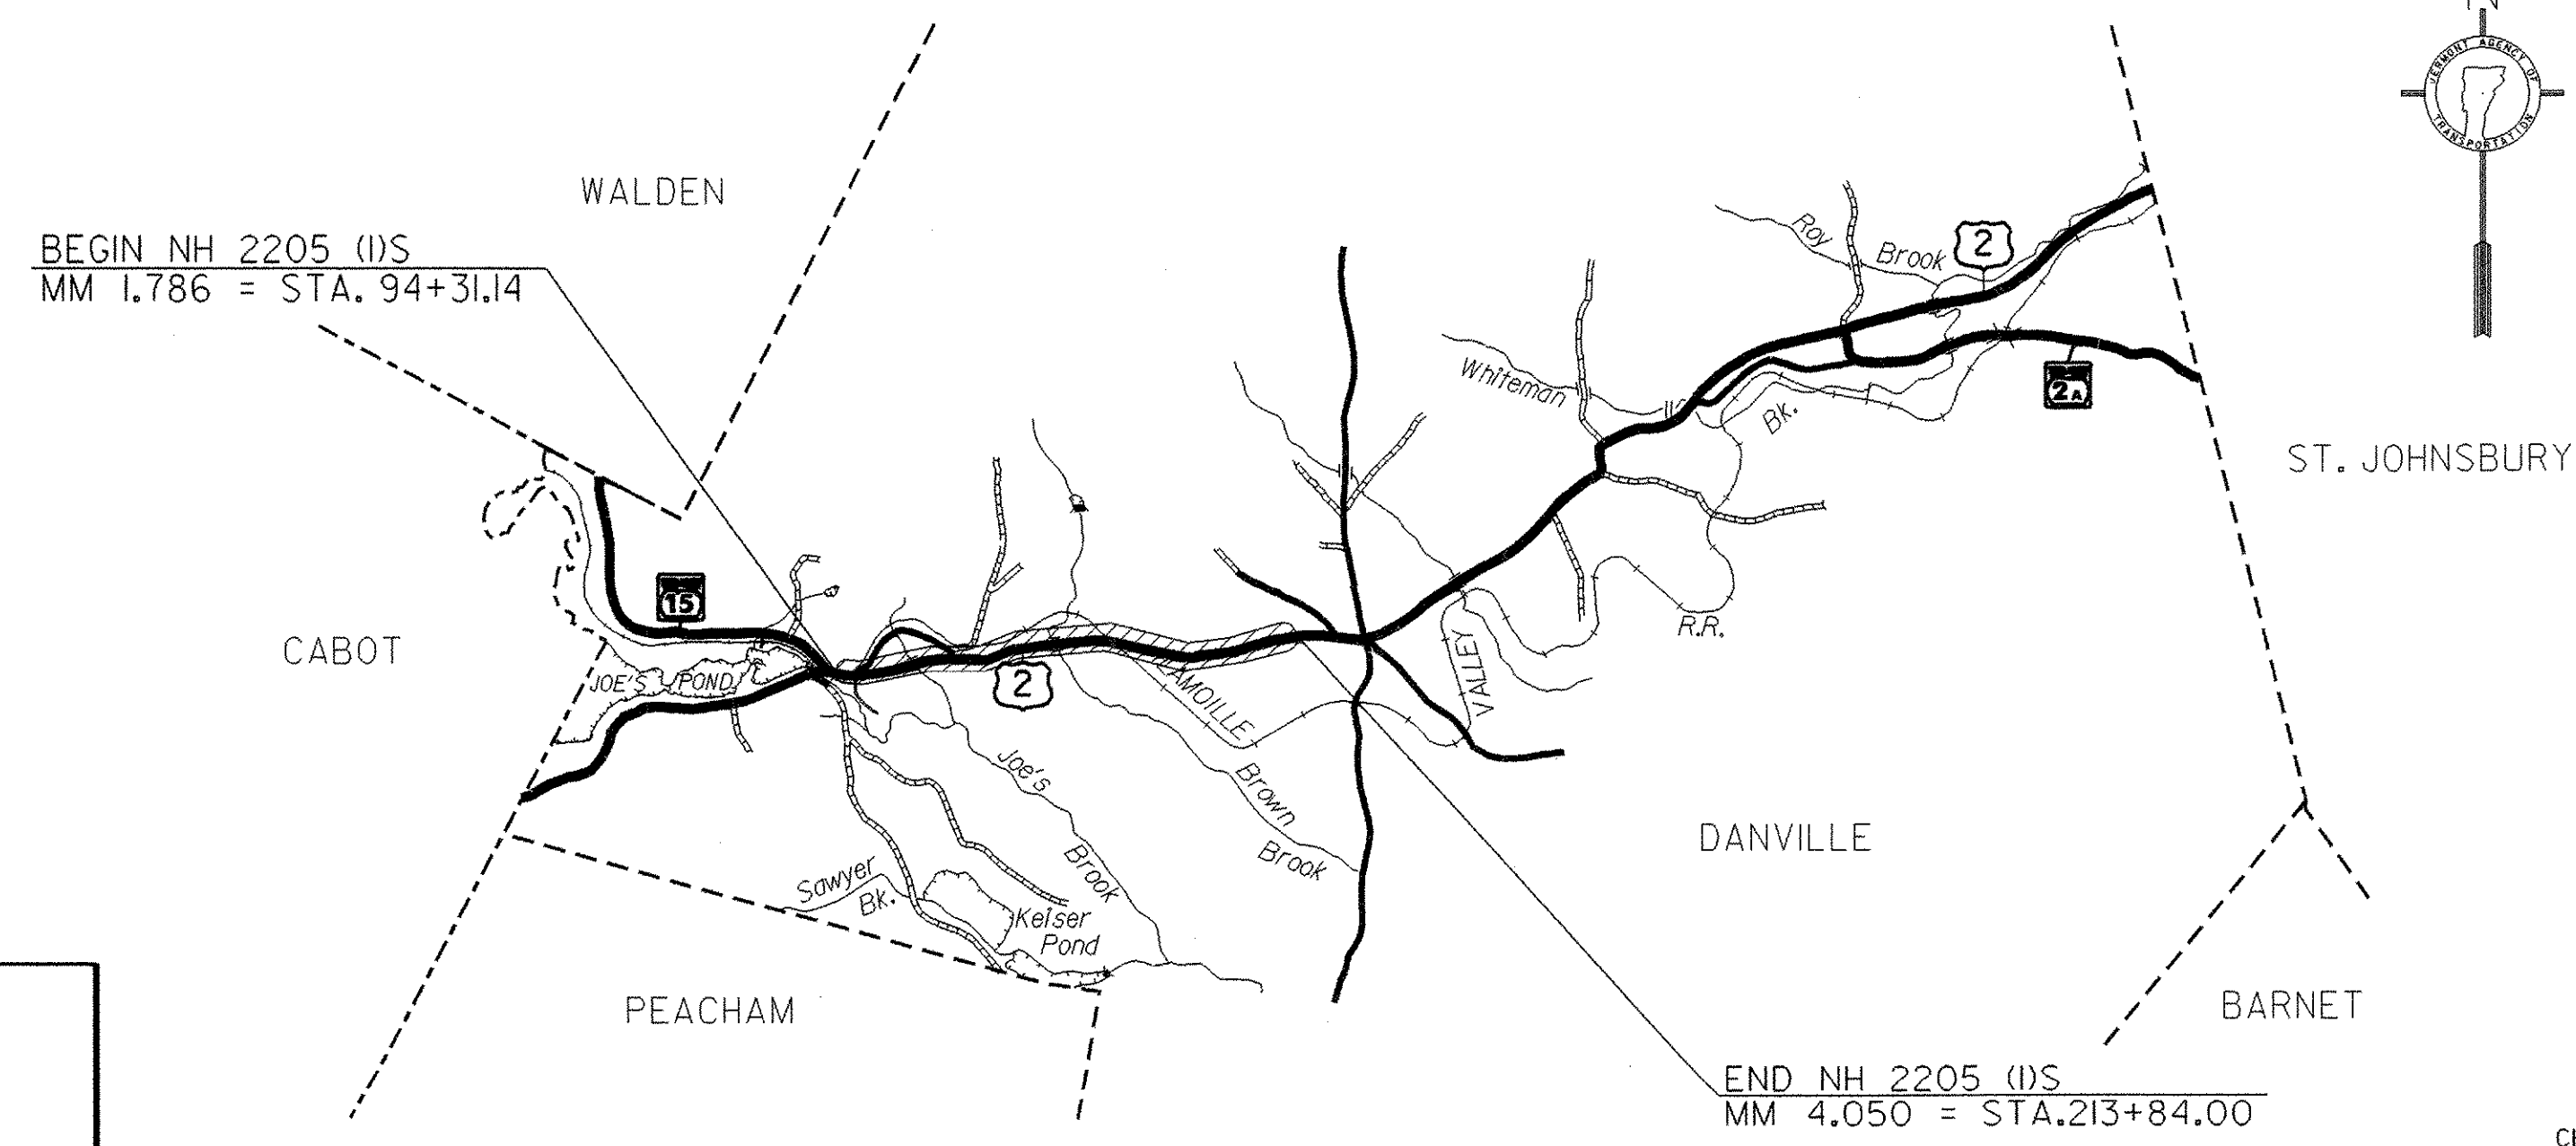 N
VERMONT AGENCY OF
TRANSPORTATION
WALDEN
BEGIN NH 2205 (1)S
MM 1.786 = STA. 94+31.14
Roy
Brook
2
Whiteman
Bk.
2A
ST. JOHNSBURY
15
CABOT
JOE'S POND
2
LAMOILLE
VALLEY
R.R.
Joe's
Brook
Brown
Brook
DANVILLE
Sawyer
Bk.
Keiser
Pond
PEACHAM
BARNET
END NH 2205 (1)S
MM 4.050 = STA.213+84.00